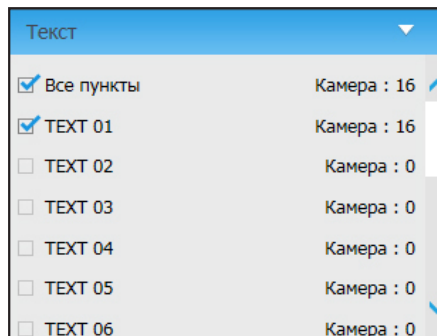 Текст
Все пункты Камера : 16
TEXT 01 Камера : 16
TEXT 02 Камера : 0
TEXT 03 Камера : 0
TEXT 04 Камера : 0
TEXT 05 Камера : 0
TEXT 06 Камера : 0